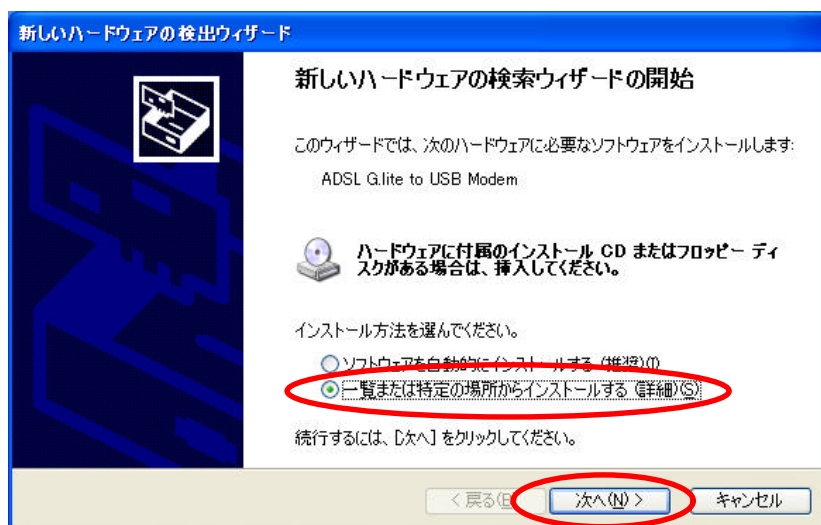 新しいハードウェアの検出ウィザード
新しいハードウェアの検索ウィザードの開始
このウィザードでは、次のハードウェアに必要なソフトウェアをインストールします:
ADSL G.lite to USB Modem
ハードウェアに付属のインストール CD またはフロッピー ディ
スクがある場合は、挿入してください。
インストール方法を選んでください。
ソフトウェアを自動的にインストールする (推奨)(I)
一覧または特定の場所からインストールする (詳細)(S)
続行するには、[次へ] をクリックしてください。
< 戻る(B
次へ(N) >
キャンセル